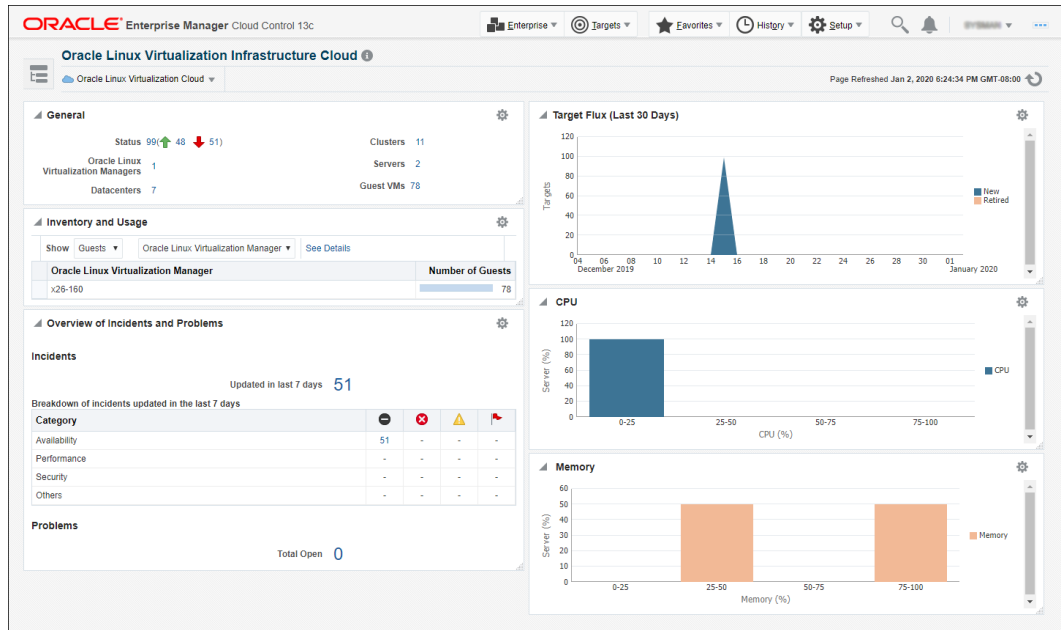 ORACLE Enterprise Manager Cloud Control 13c
Enterprise
Targets
Favorites
History
Setup
Oracle Linux Virtualization Infrastructure Cloud
Oracle Linux Virtualization Cloud
Page Refreshed Jan 2, 2020 6:24:34 PM GMT-08:00
General
Status 99( 48 51)
Oracle Linux
Virtualization Managers 1
Datacenters 7
Clusters 11
Servers 2
Guest VMs 78
Inventory and Usage
Show Guests Oracle Linux Virtualization Manager See Details
Oracle Linux Virtualization Manager Number of Guests
x26-160 78
Overview of Incidents and Problems
Incidents
Updated in last 7 days 51
Breakdown of incidents updated in the last 7 days
Category
Availability 51 - - -
Performance - - - -
Security - - - -
Others - - - -
Problems
Total Open 0
Target Flux (Last 30 Days)
120
100
80
60
40
20
0
Targets
04 06 08 10 12 14 16 18 20 22 24 26 28 30 01
December 2019 January 2020
New
Retired
CPU
120
100
80
60
40
20
0
Server (%)
0-25 25-50 50-75 75-100
CPU (%)
CPU
Memory
60
50
40
30
20
10
0
Server (%)
0-25 25-50 50-75 75-100
Memory (%)
Memory